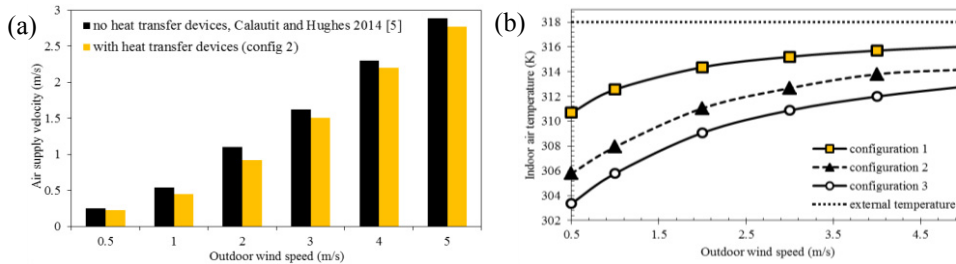 (a)
no heat transfer devices, Calautit and Hughes 2014 [5]
with heat transfer devices (config 2)
Air supply velocity (m/s)
3
2.5
2
1.5
1
0.5
0
0.5 1 2 3 4 5
Outdoor wind speed (m/s)
(b)
Indoor air temperature (K)
318
316
314
312
310
308
306
304
302
configuration 1
configuration 2
configuration 3
external temperature
0.5 1.5 2.5 3.5 4.5
Outdoor wind speed (m/s)